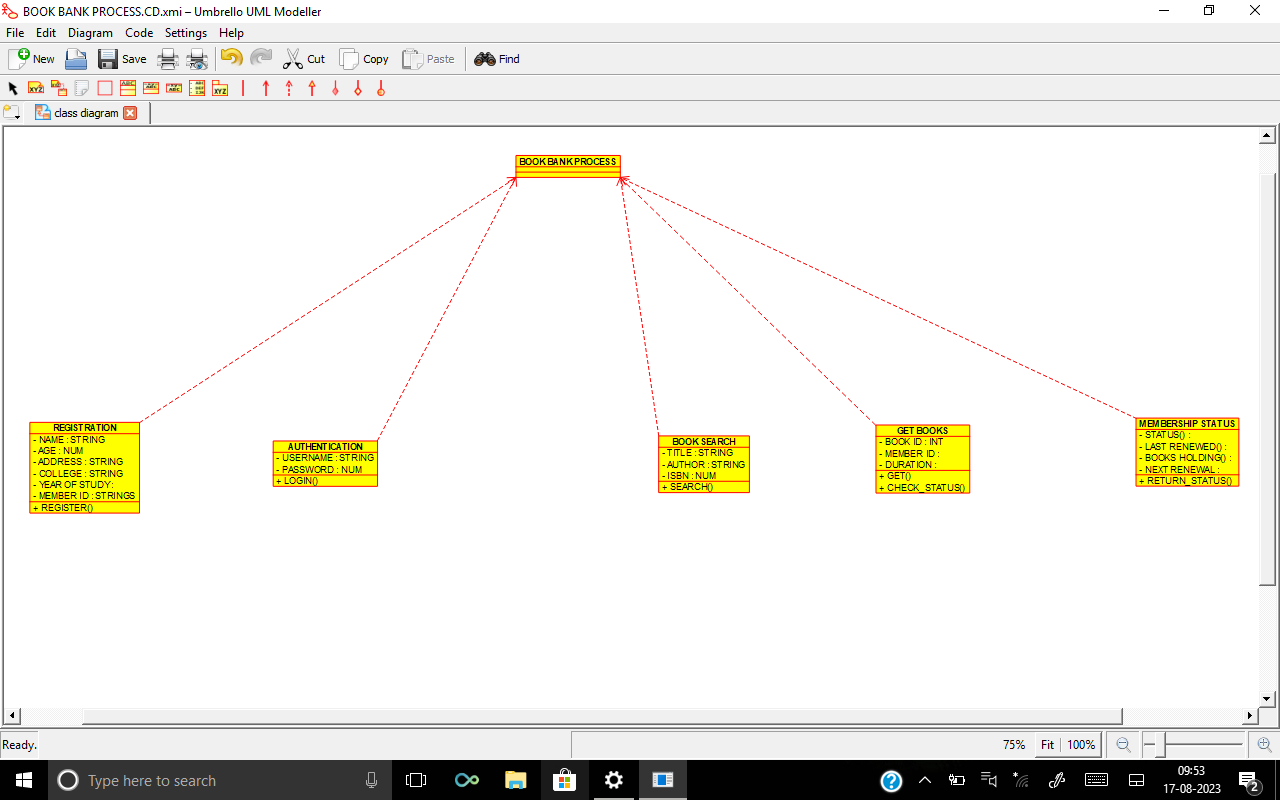 BOOK BANK PROCESS.CD.xmi – Umbrello UML Modeller
File Edit Diagram Code Settings Help
New Save Cut Copy Paste Find
class diagram
BOOK BANK PROCESS
REGISTRATION
- NAME : STRING
- AGE : NUM
- ADDRESS : STRING
- COLLEGE : STRING
- YEAR OF STUDY :
- MEMBER ID : STRINGS
+ REGISTER()
AUTHENTICATION
- USERNAME : STRING
- PASSWORD : NUM
+ LOGIN()
BOOK SEARCH
- TITLE : STRING
- AUTHOR : STRING
- ISBN : NUM
+ SEARCH()
GET BOOKS
- BOOK ID : INT
- MEMBER ID :
- DURATION :
+ GET()
+ CHECK_STATUS()
MEMBERSHIP STATUS
- STATUS() :
- LAST RENEWED() :
- BOOKS HOLDING() :
- NEXT RENEWAL :
+ RETURN_STATUS()
Ready.
75% Fit 100%
Type here to search
09:53
17-08-2023
2